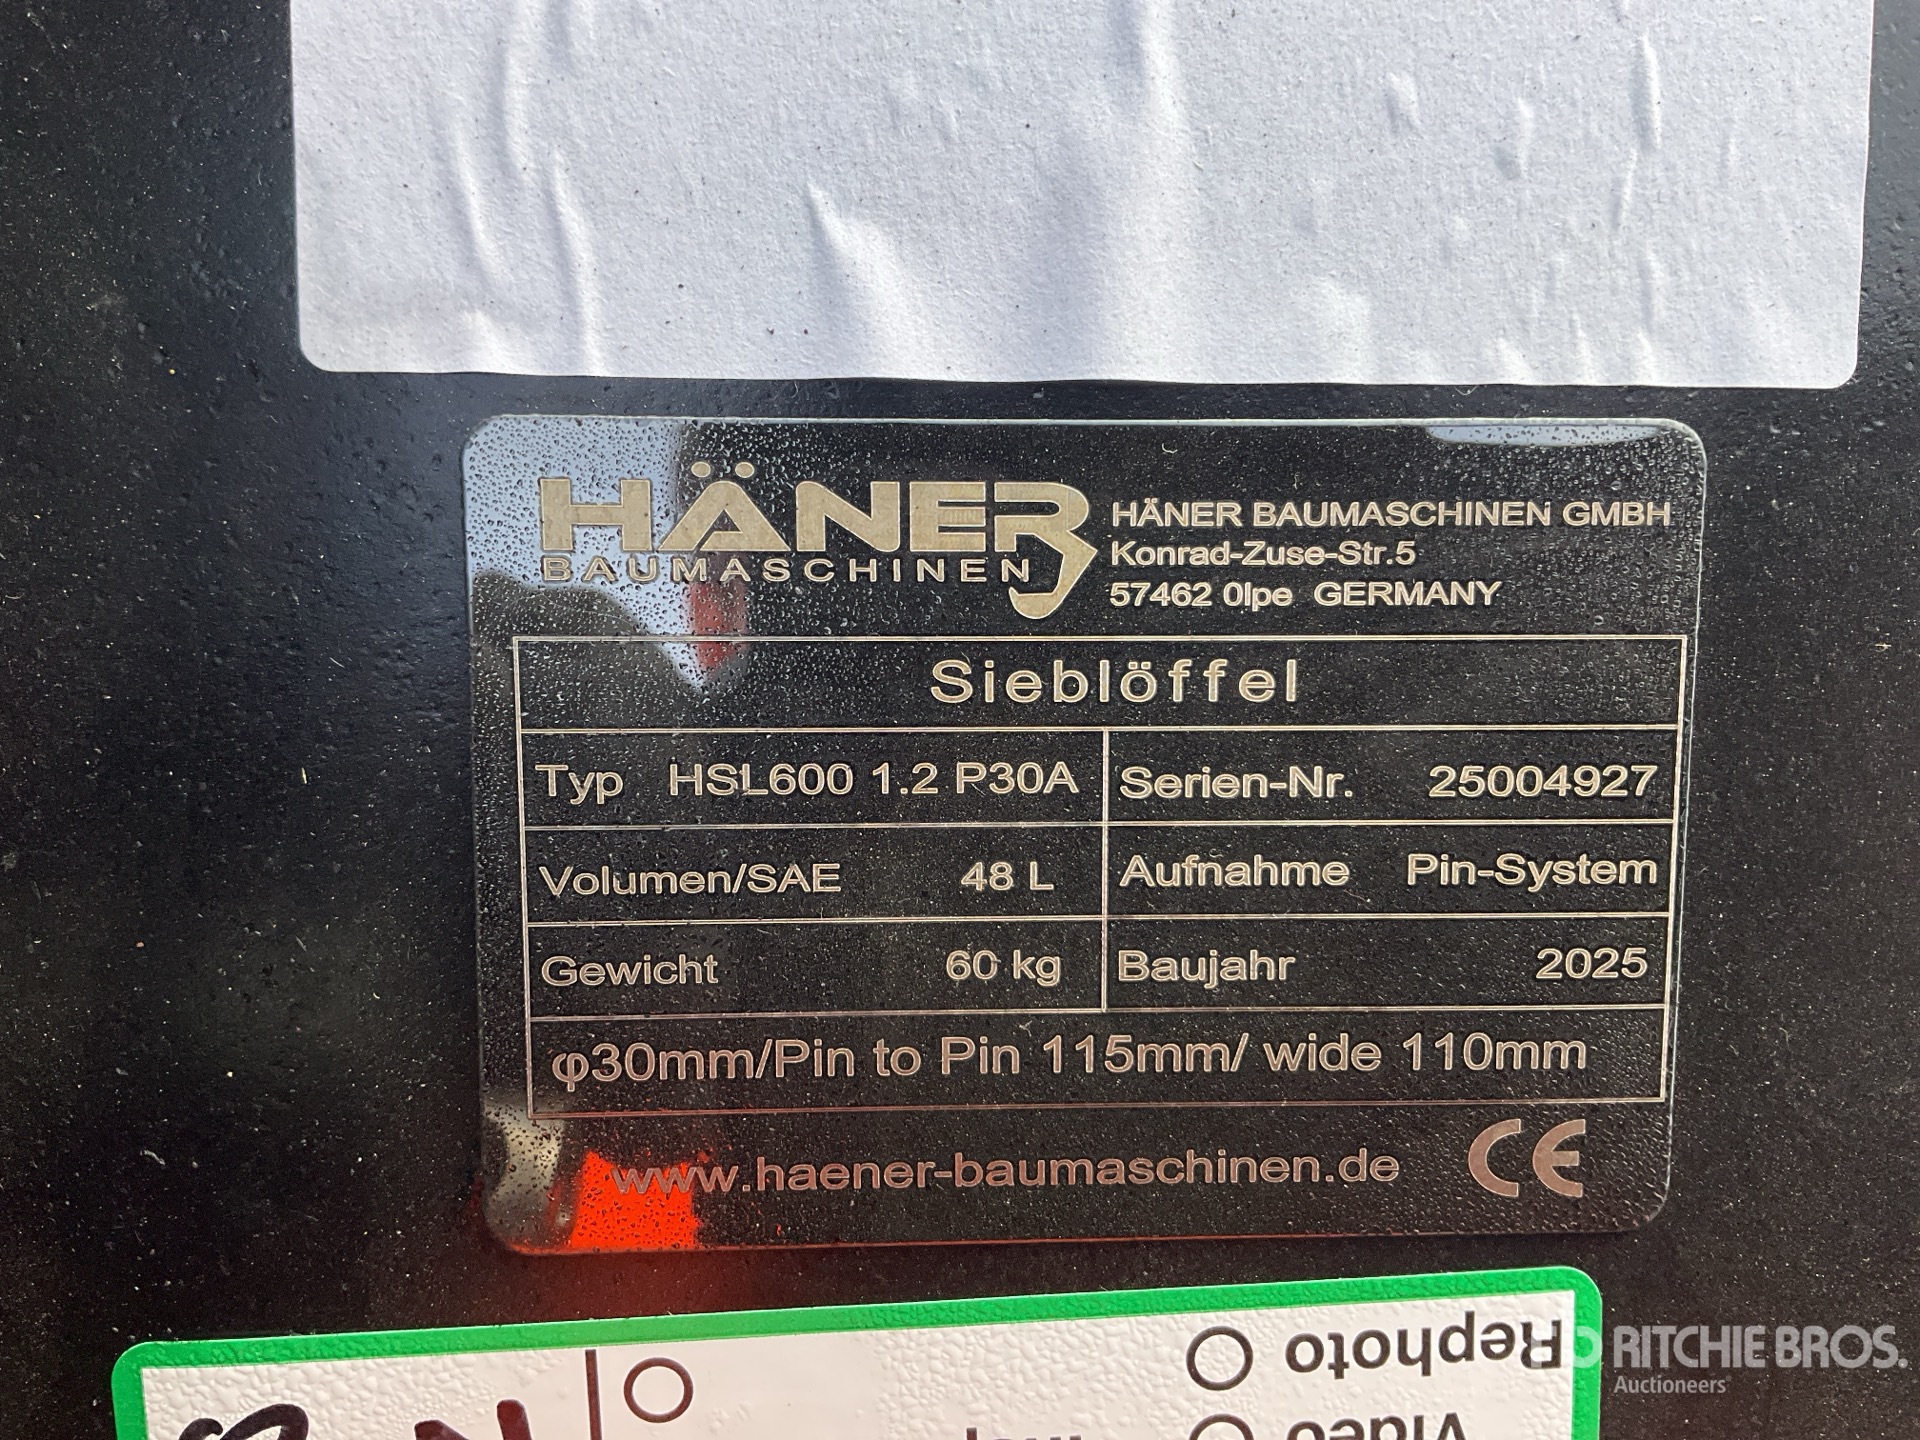 HÄNER
BAUMASCHINEN
HÄNER BAUMASCHINEN GMBH
Konrad-Zuse-Str.5
57462 0lpe GERMANY
Sieblöffel
Typ HSL600 1.2 P30A
Serien-Nr. 25004927
Volumen/SAE 48 L
Aufnahme Pin-System
Gewicht 60 kg
Baujahr 2025
φ30mm/Pin to Pin 115mm/ wide 110mm
www.haener-baumaschinen.de CE
Rephoto
Video
RITCHIE BROS.
Auctioneers